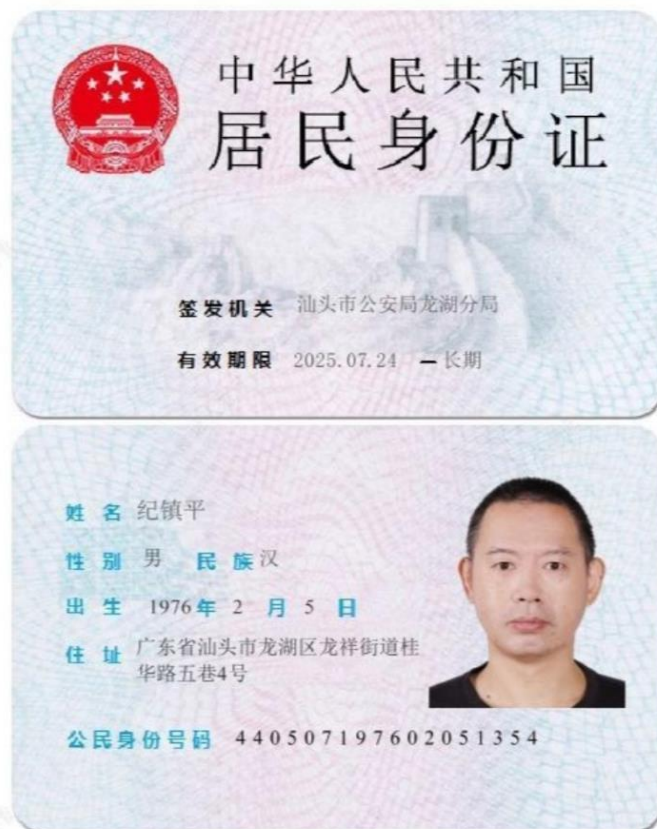 中华人民共和国
居民身份证
签发机关 汕头市公安局龙湖分局
有效期限 2025.07.24 — 长期
姓名 纪镇平
性别 男 民族 汉
出生 1976 年 2 月 5 日
住址 广东省汕头市龙湖区龙祥街道桂
华路五巷4号
公民身份号码 440507197602051354